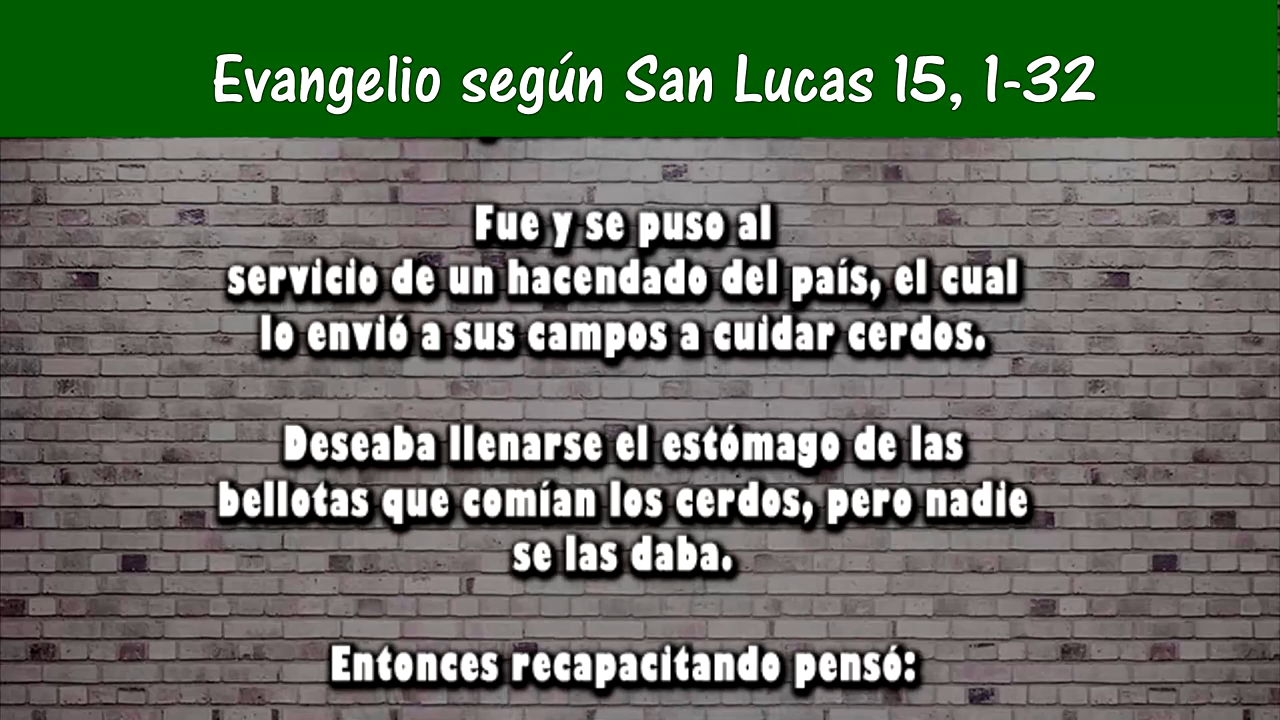 Evangelio según San Lucas 15, 1-32
Fue y se puso al
servicio de un hacendado del país, el cual
lo envió a sus campos a cuidar cerdos.
Deseaba llenarse el estómago de las
bellotas que comían los cerdos, pero nadie
se las daba.
Entonces recapacitando pensó: